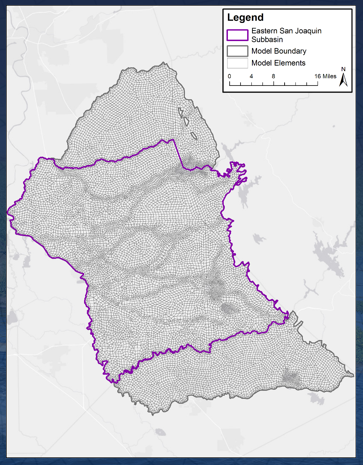 Legend
Eastern San Joaquin
Subbasin
Model Boundary
Model Elements
N
0 4 8 16 Miles